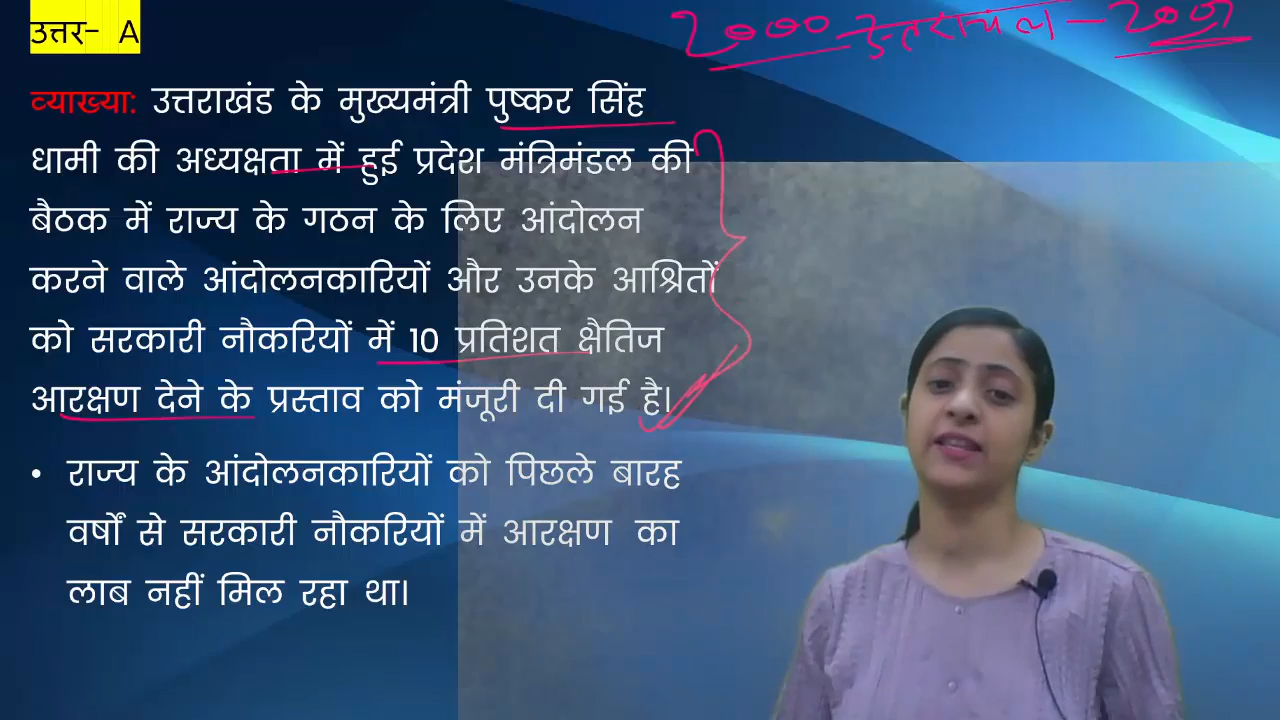 उत्तर- A
2000 उत्तरांचल -
व्याख्या: उत्तराखंड के मुख्यमंत्री पुष्कर सिंह
धामी की अध्यक्षता में हुई प्रदेश मंत्रिमंडल की
बैठक में राज्य के गठन के लिए आंदोलन
करने वाले आंदोलनकारियों और उनके आश्रितों
को सरकारी नौकरियों में 10 प्रतिशत क्षैतिज
आरक्षण देने के प्रस्ताव को मंजूरी दी गई है।
• राज्य के आंदोलनकारियों को पिछले बारह
वर्षों से सरकारी नौकरियों में आरक्षण का
लाब नहीं मिल रहा था।